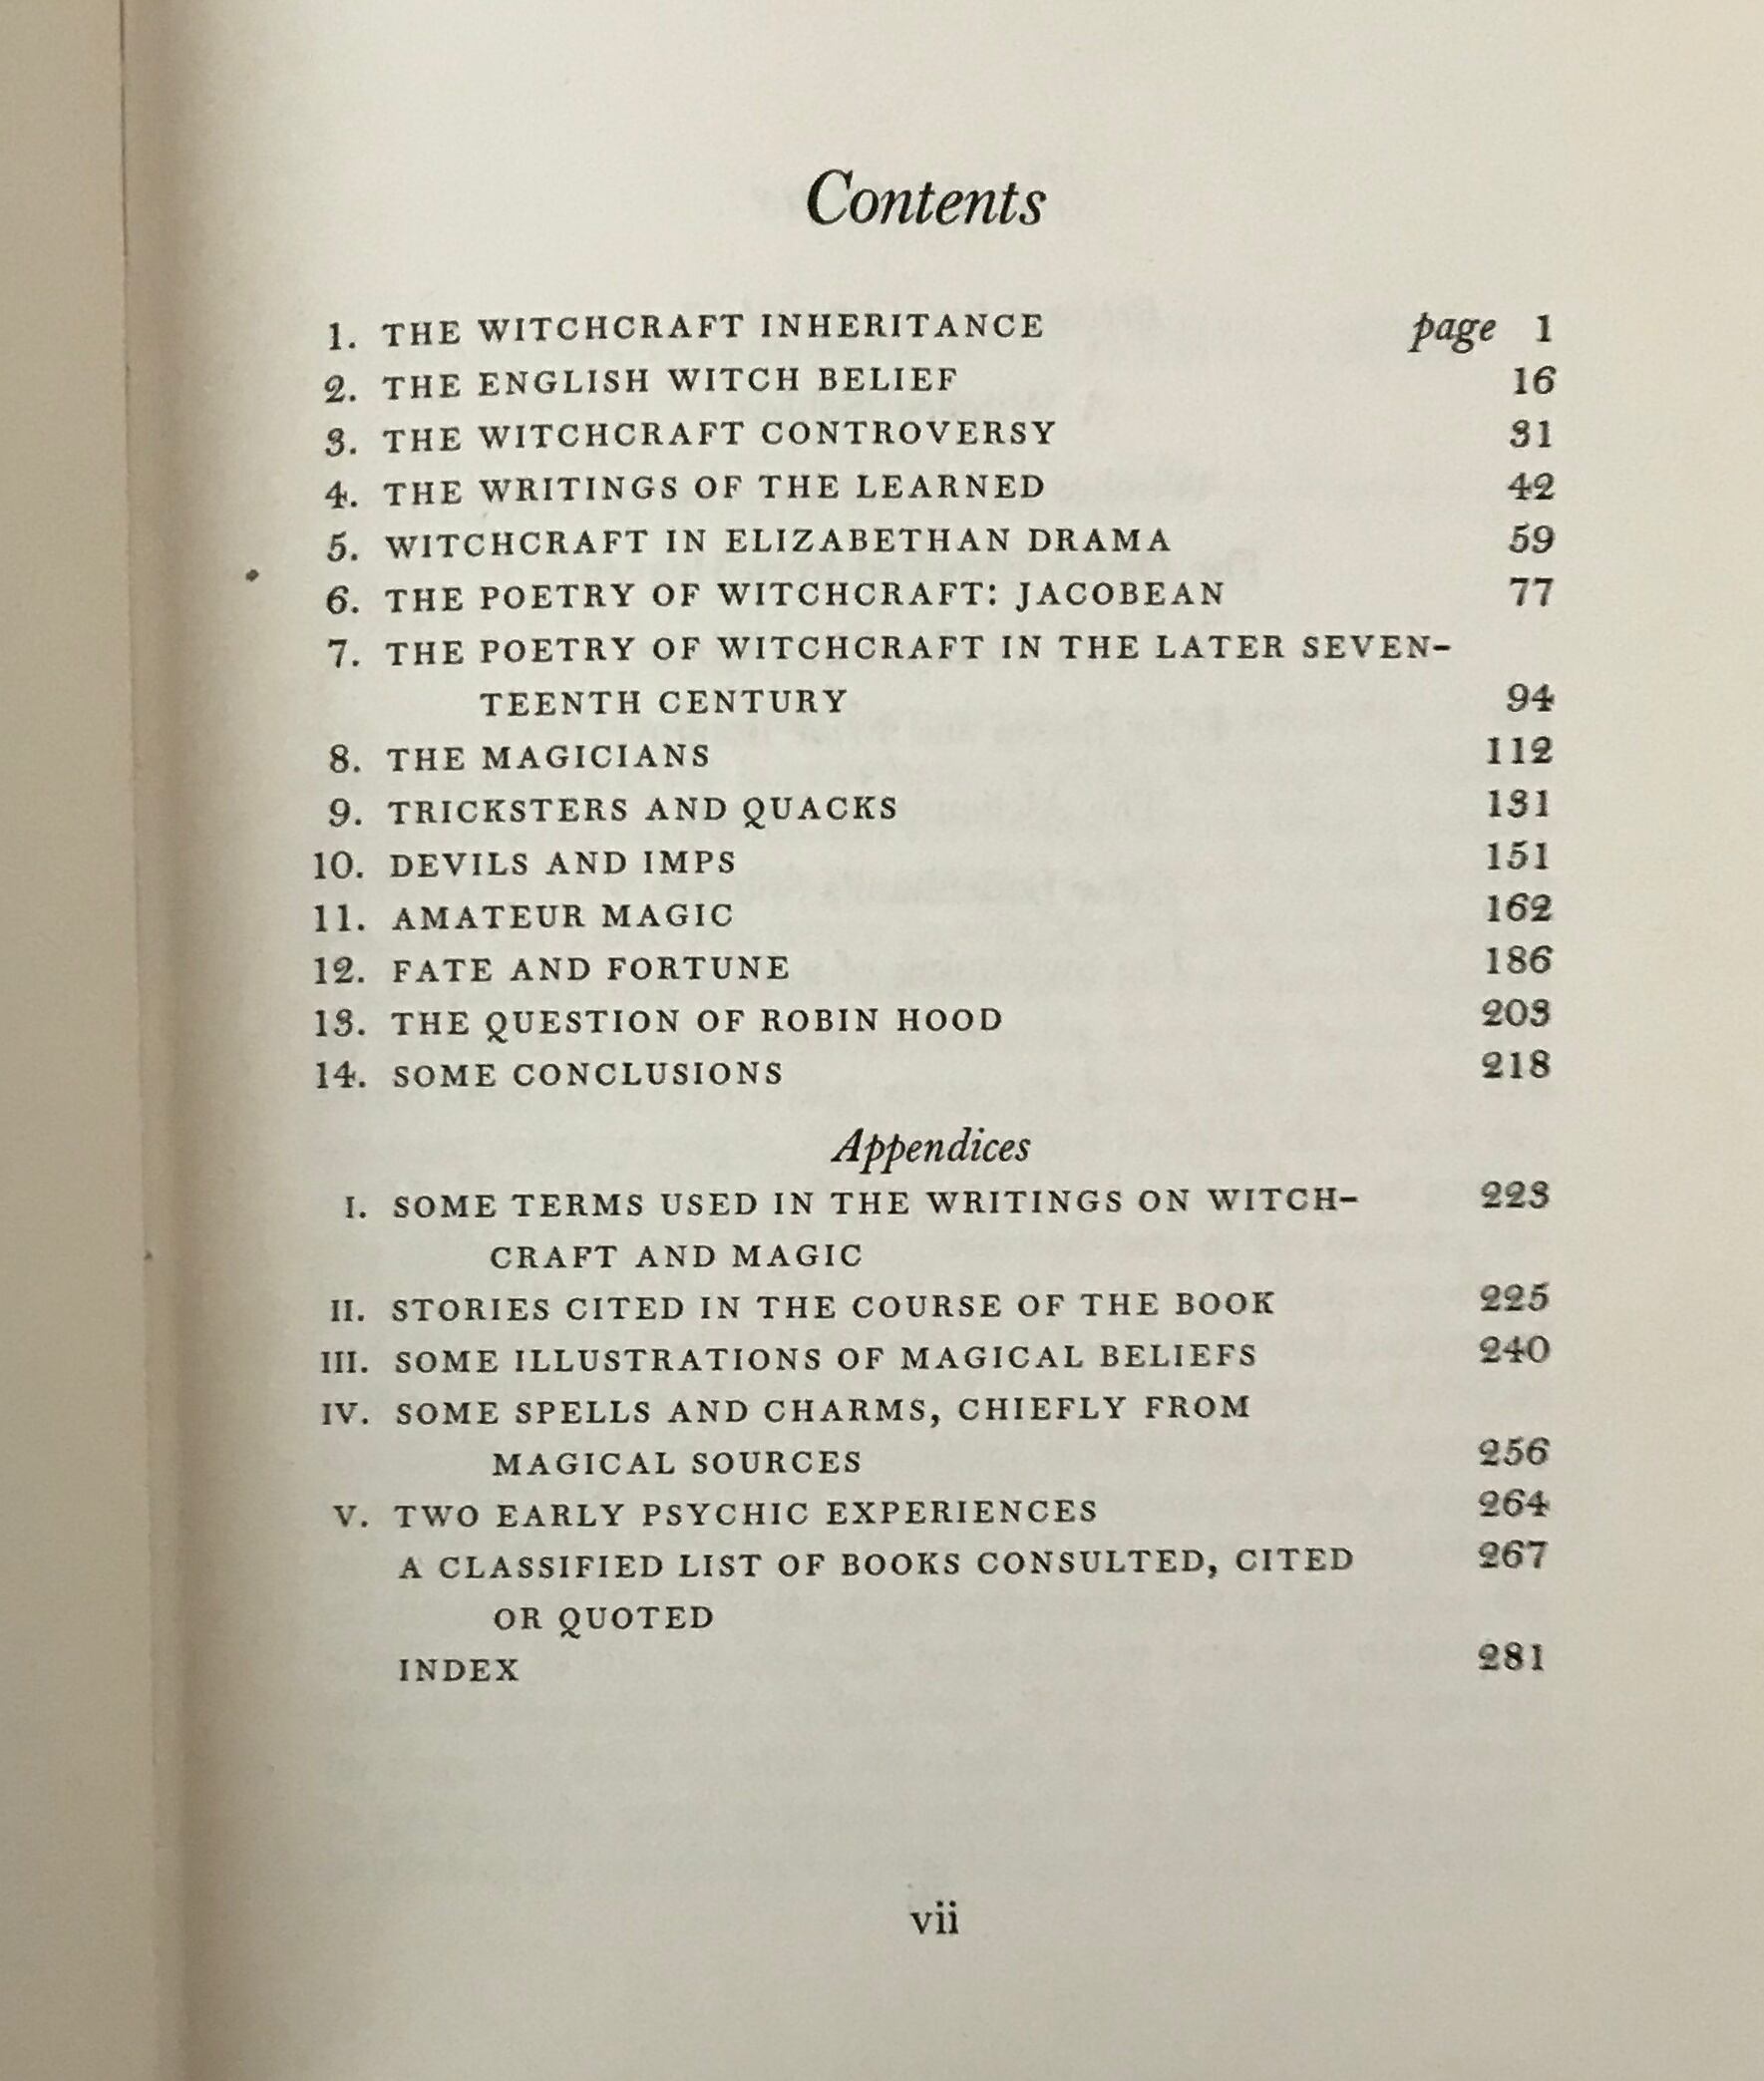 Contents
1. THE WITCHCRAFT INHERITANCE page 1
2. THE ENGLISH WITCH BELIEF 16
3. THE WITCHCRAFT CONTROVERSY 31
4. THE WRITINGS OF THE LEARNED 42
5. WITCHCRAFT IN ELIZABETHAN DRAMA 59
6. THE POETRY OF WITCHCRAFT: JACOBEAN 77
7. THE POETRY OF WITCHCRAFT IN THE LATER SEVEN-
TEENTH CENTURY 94
8. THE MAGICIANS 112
9. TRICKSTERS AND QUACKS 131
10. DEVILS AND IMPS 151
11. AMATEUR MAGIC 162
12. FATE AND FORTUNE 186
13. THE QUESTION OF ROBIN HOOD 203
14. SOME CONCLUSIONS 218
Appendices
I. SOME TERMS USED IN THE WRITINGS ON WITCH- 223
CRAFT AND MAGIC
II. STORIES CITED IN THE COURSE OF THE BOOK 225
III. SOME ILLUSTRATIONS OF MAGICAL BELIEFS 240
IV. SOME SPELLS AND CHARMS, CHIEFLY FROM
MAGICAL SOURCES 256
V. TWO EARLY PSYCHIC EXPERIENCES 264
A CLASSIFIED LIST OF BOOKS CONSULTED, CITED 267
OR QUOTED
INDEX 281
vii